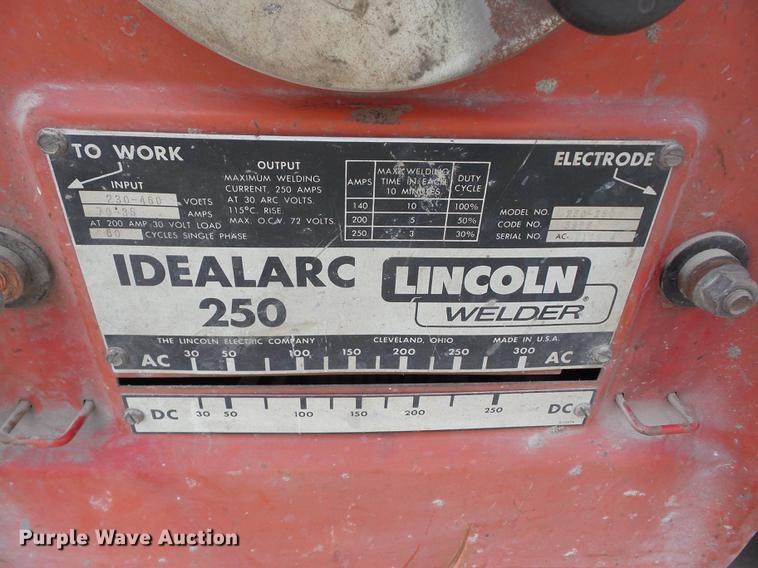 TO WORK
ELECTRODE
INPUT
230-460 VOLTS
70-35 AMPS
AT 200 AMP 30 VOLT LOAD
60 CYCLES SINGLE PHASE
OUTPUT
MAXIMUM WELDING
CURRENT, 250 AMPS
AT 30 ARC VOLTS.
115°C. RISE.
MAX. O.C.V. 72 VOLTS.
AMPS MAX. WELDING TIME IN EACH 10 MINUTES DUTY CYCLE
140 10 100%
200 5 50%
250 3 30%
MODEL NO.
CODE NO.
SERIAL NO. AC-
IDEALARC
250
LINCOLN
WELDER
®
THE LINCOLN ELECTRIC COMPANY CLEVELAND, OHIO MADE IN U.S.A.
AC 30 50 100 150 200 250 300 AC
DC 30 50 100 150 200 250 DC
Purple Wave Auction